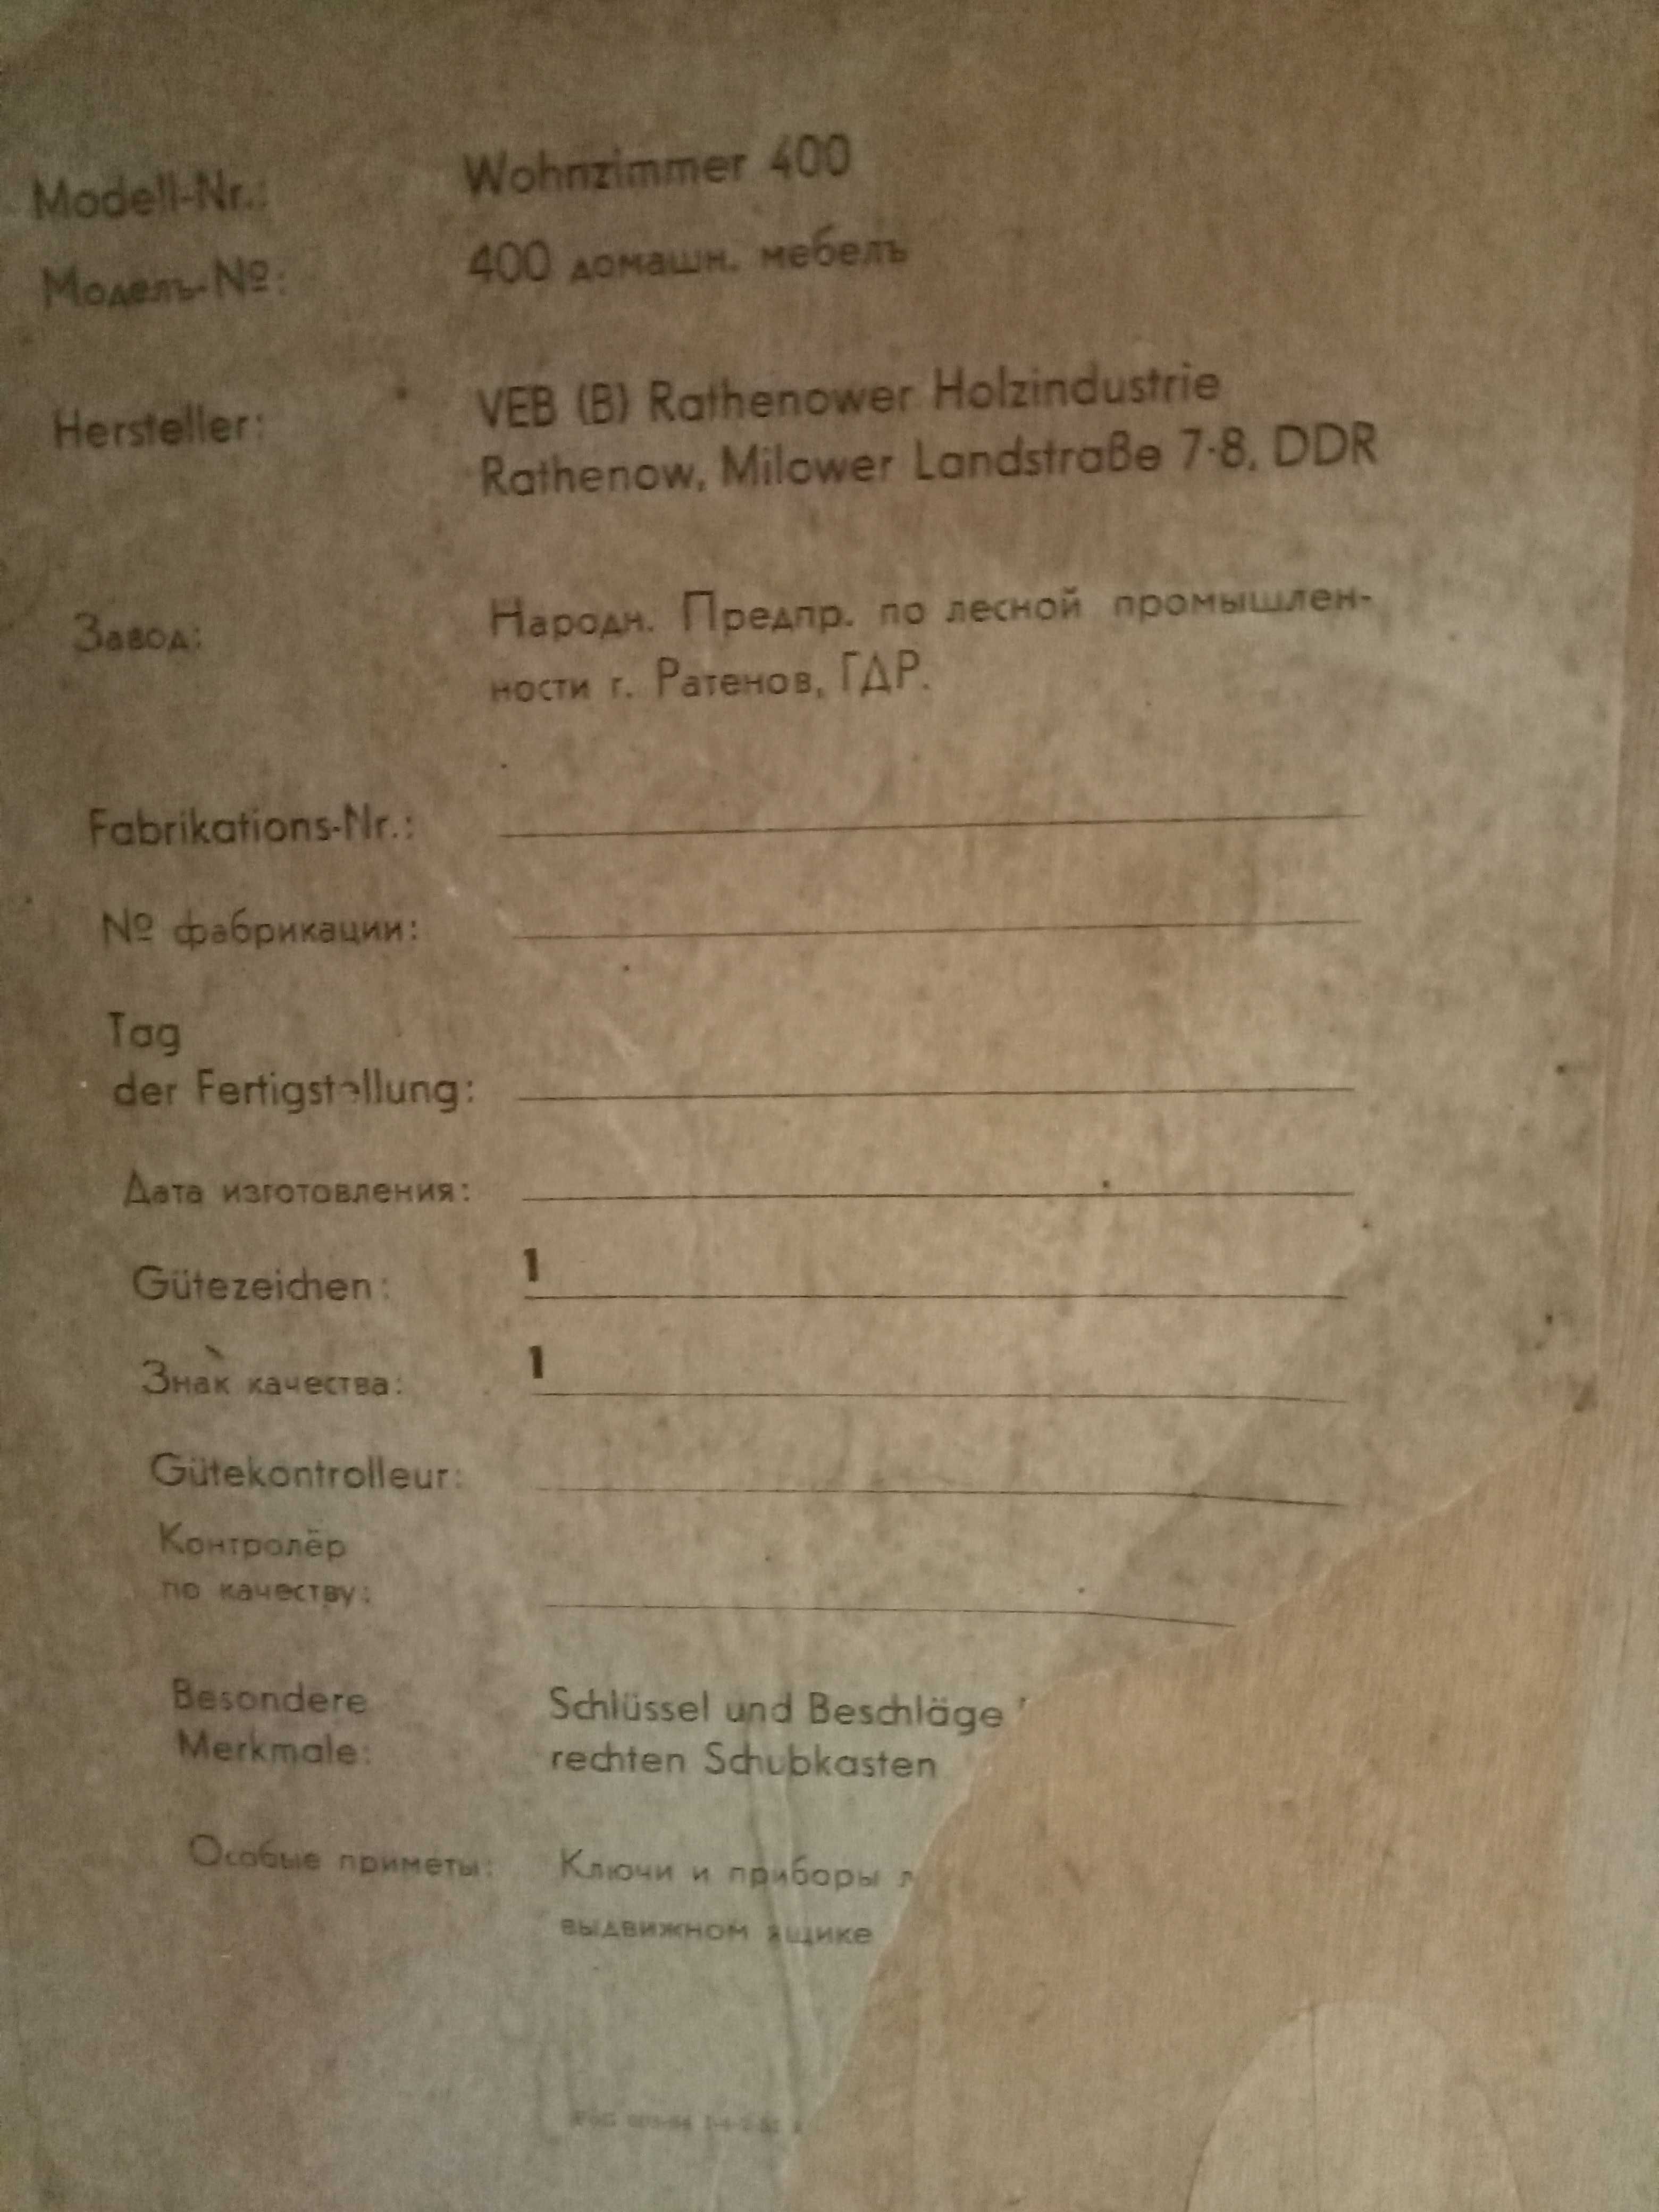 Modell-Nr.: Wohnzimmer 400
Модель-№: 400 домашн. мебель
Hersteller: VEB (B) Rathenower Holzindustrie
Rathenow, Milower Landstraße 7-8, DDR
Завод: Народн. Предпр. по лесной промышлен-
ности г. Ратенов, ГДР.
Fabrikations-Nr.:
№ фабрикации:
Tag
der Fertigstellung:
Дата изготовления:
Gütezeichen: 1
Знак качества: 1
Gütekontrolleur:
Контролёр
по качеству:
Besondere Schlüssel und Beschläge
Merkmale: rechten Schubkasten
Особые приметы: Ключи и приборы
выдвижном ящике